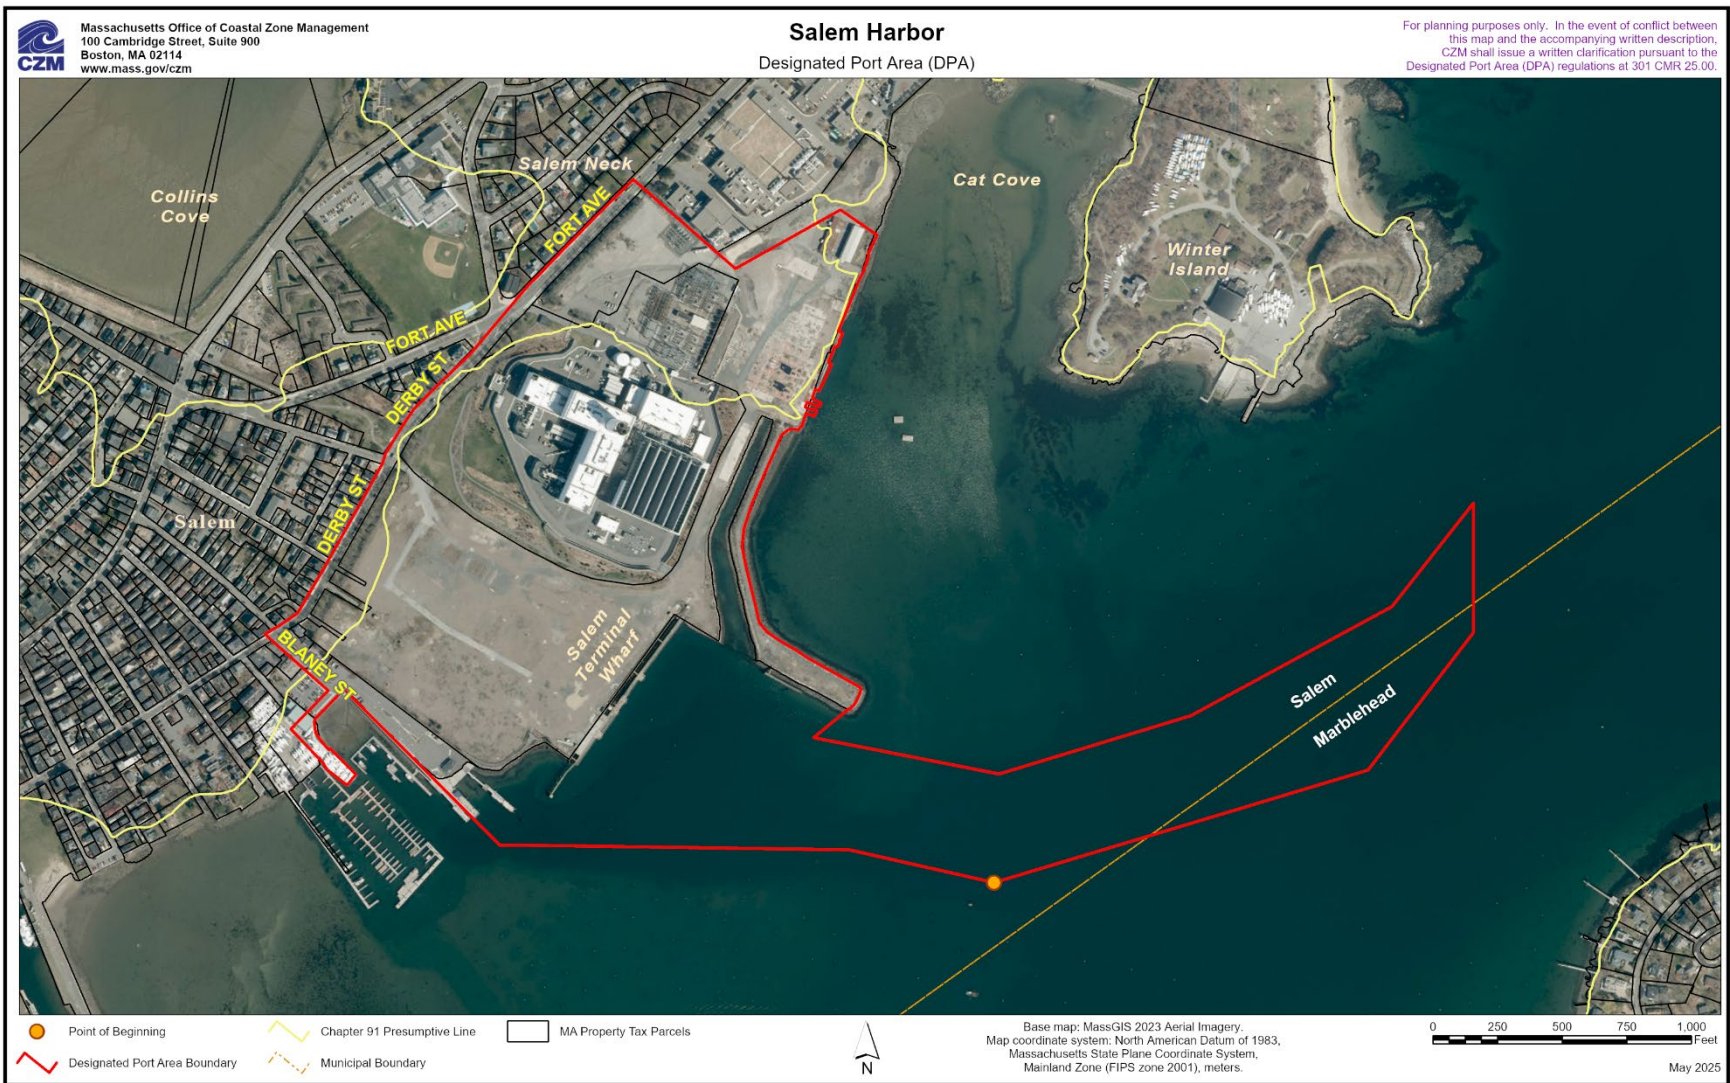 CZM
Massachusetts Office of Coastal Zone Management
100 Cambridge Street, Suite 900
Boston, MA 02114
www.mass.gov/czm
Salem Harbor
Designated Port Area (DPA)
For planning purposes only. In the event of conflict between
this map and the accompanying written description,
CZM shall issue a written clarification pursuant to the
Designated Port Area (DPA) regulations at 301 CMR 25.00.
Collins
Cove
Salem Neck
FORT AVE
Cat Cove
Winter
Island
FORT AVE
DERBY ST
DERBY ST
Salem
BLANEY ST
Salem
Terminal
Wharf
Salem
Marblehead
Point of Beginning
Designated Port Area Boundary
Chapter 91 Presumptive Line
Municipal Boundary
MA Property Tax Parcels
N
Base map: MassGIS 2023 Aerial Imagery.
Map coordinate system: North American Datum of 1983,
Massachusetts State Plane Coordinate System,
Mainland Zone (FIPS zone 2001), meters.
0 250 500 750 1,000
Feet
May 2025